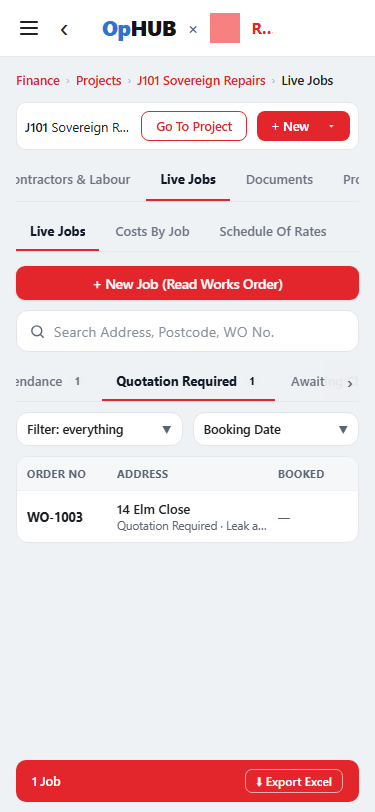 OpHUB × R..
Finance › Projects › J101 Sovereign Repairs › Live Jobs
J101 Sovereign R... Go To Project + New
ontractors & Labour Live Jobs Documents Pro
Live Jobs Costs By Job Schedule Of Rates
+ New Job (Read Works Order)
Search Address, Postcode, WO No.
endance 1 Quotation Required 1 Await
Filter: everything Booking Date
ORDER NO ADDRESS BOOKED
WO-1003 14 Elm Close —
Quotation Required · Leak a...
1 Job Export Excel